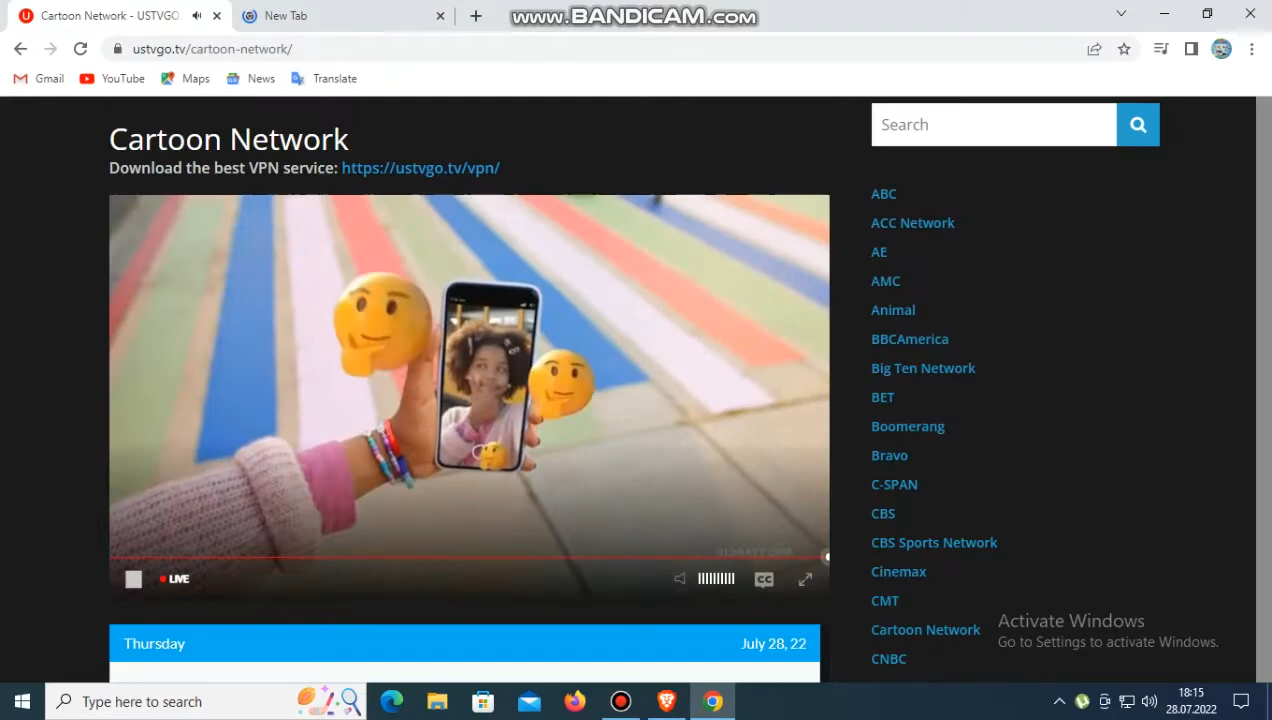 Cartoon Network - USTVGO.
New Tab
www.BANDICAM.com
ustvgo.tv/cartoon-network/
Gmail
YouTube
Maps
News
Translate
Cartoon Network
Download the best VPN service: https://ustvgo.tv/vpn/
LIVE
CC
Thursday
July 28, 22
Search
ABC
ACC Network
AE
AMC
Animal
BBCAmerica
Big Ten Network
BET
Boomerang
Bravo
C-SPAN
CBS
CBS Sports Network
Cinemax
CMT
Cartoon Network
CNBC
Activate Windows
Go to Settings to activate Windows.
Type here to search
18:15
28.07.2022